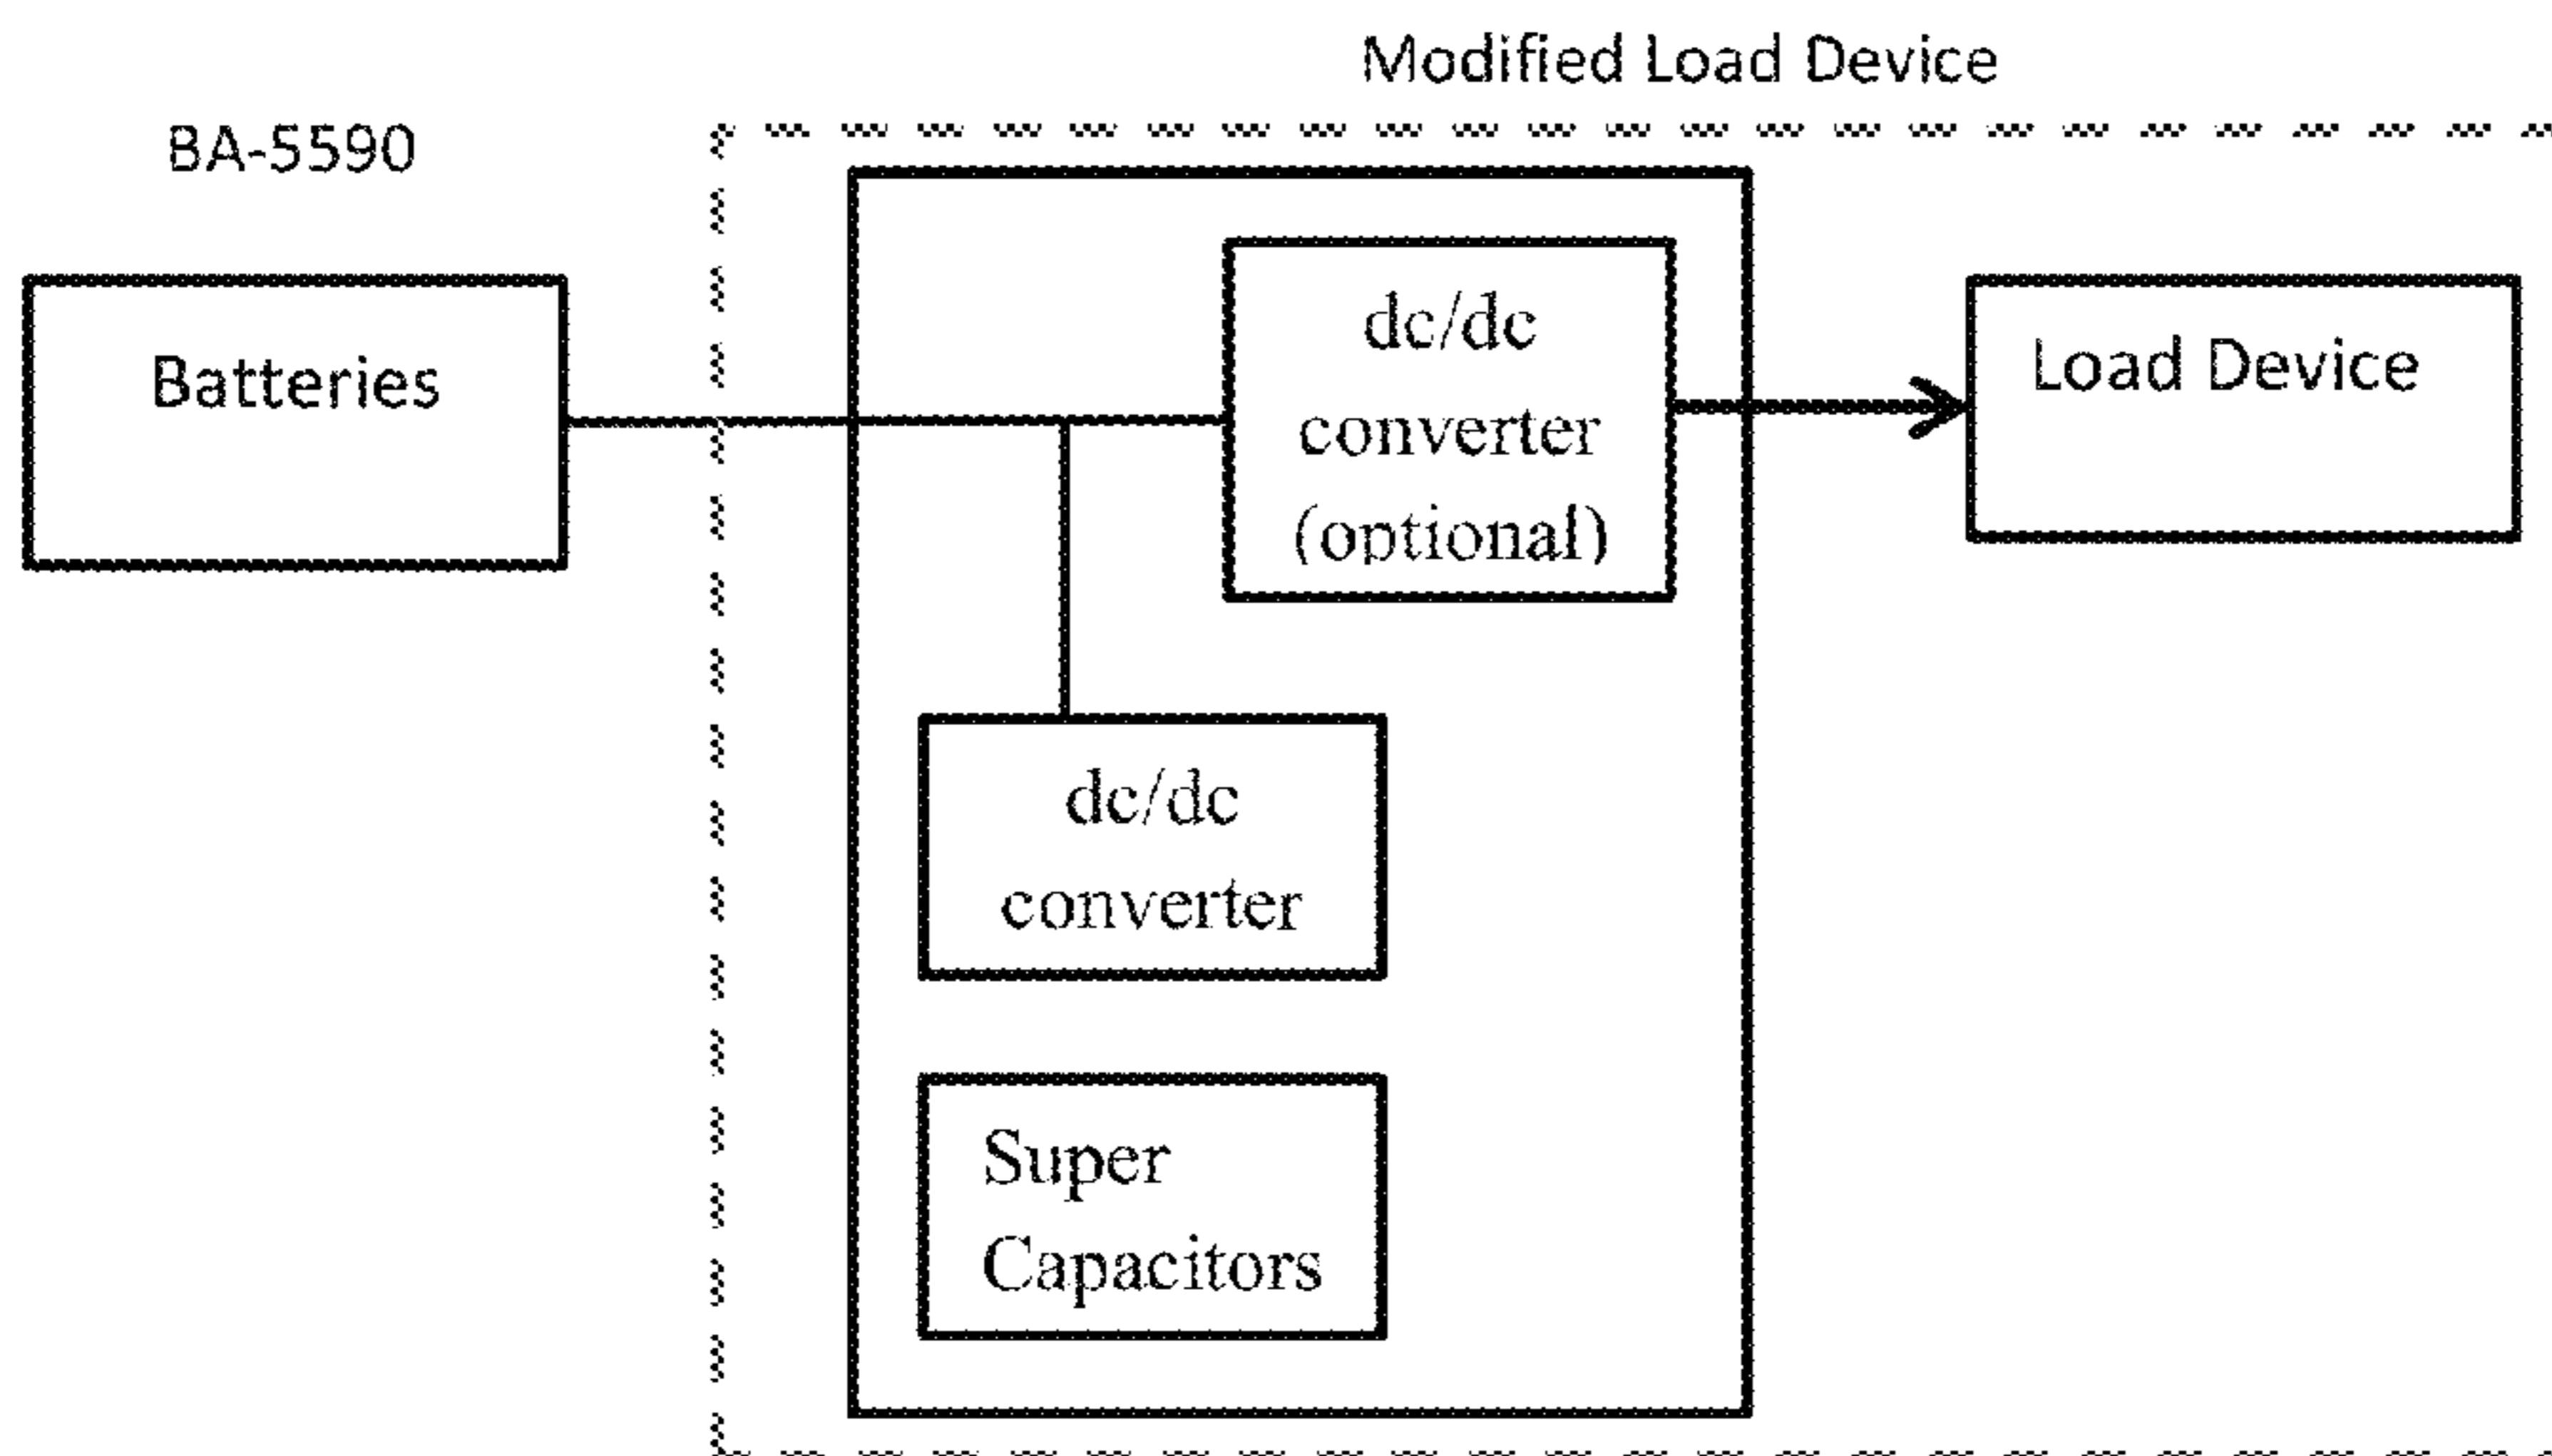 Modified Load Device
BA-5590
Batteries
dc/dc
converter
(optional)
Load Device
dc/dc
converter
Super
Capacitors